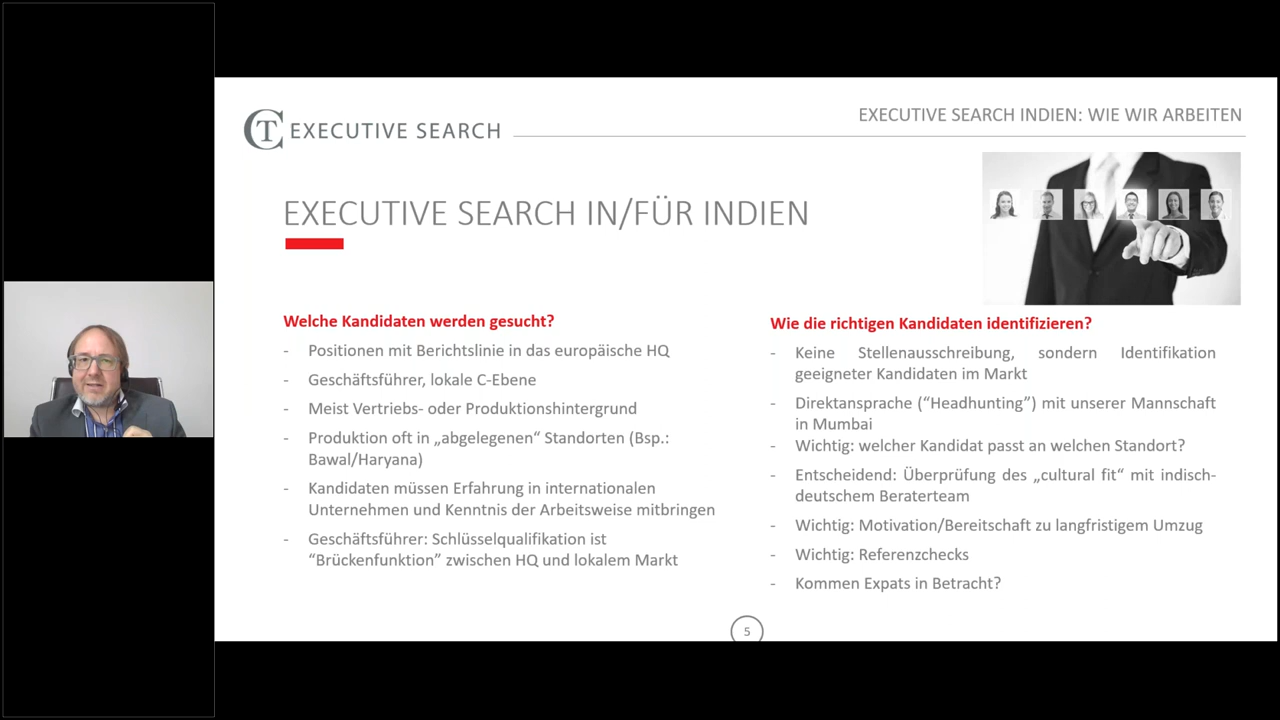 CT EXECUTIVE SEARCH
EXECUTIVE SEARCH INDIEN: WIE WIR ARBEITEN
EXECUTIVE SEARCH IN/FÜR INDIEN
Welche Kandidaten werden gesucht?
- Positionen mit Berichtslinie in das europäische HQ
- Geschäftsführer, lokale C-Ebene
- Meist Vertriebs- oder Produktionshintergrund
- Produktion oft in „abgelegenen“ Standorten (Bsp.:
Bawal/Haryana)
- Kandidaten müssen Erfahrung in internationalen
Unternehmen und Kenntnis der Arbeitsweise mitbringen
- Geschäftsführer: Schlüsselqualifikation ist
“Brückenfunktion” zwischen HQ und lokalem Markt
Wie die richtigen Kandidaten identifizieren?
- Keine Stellenausschreibung, sondern Identifikation
geeigneter Kandidaten im Markt
- Direktansprache (“Headhunting”) mit unserer Mannschaft
in Mumbai
- Wichtig: welcher Kandidat passt an welchen Standort?
- Entscheidend: Überprüfung des „cultural fit“ mit indisch-
deutschem Beraterteam
- Wichtig: Motivation/Bereitschaft zu langfristigem Umzug
- Wichtig: Referenzchecks
- Kommen Expats in Betracht?
5